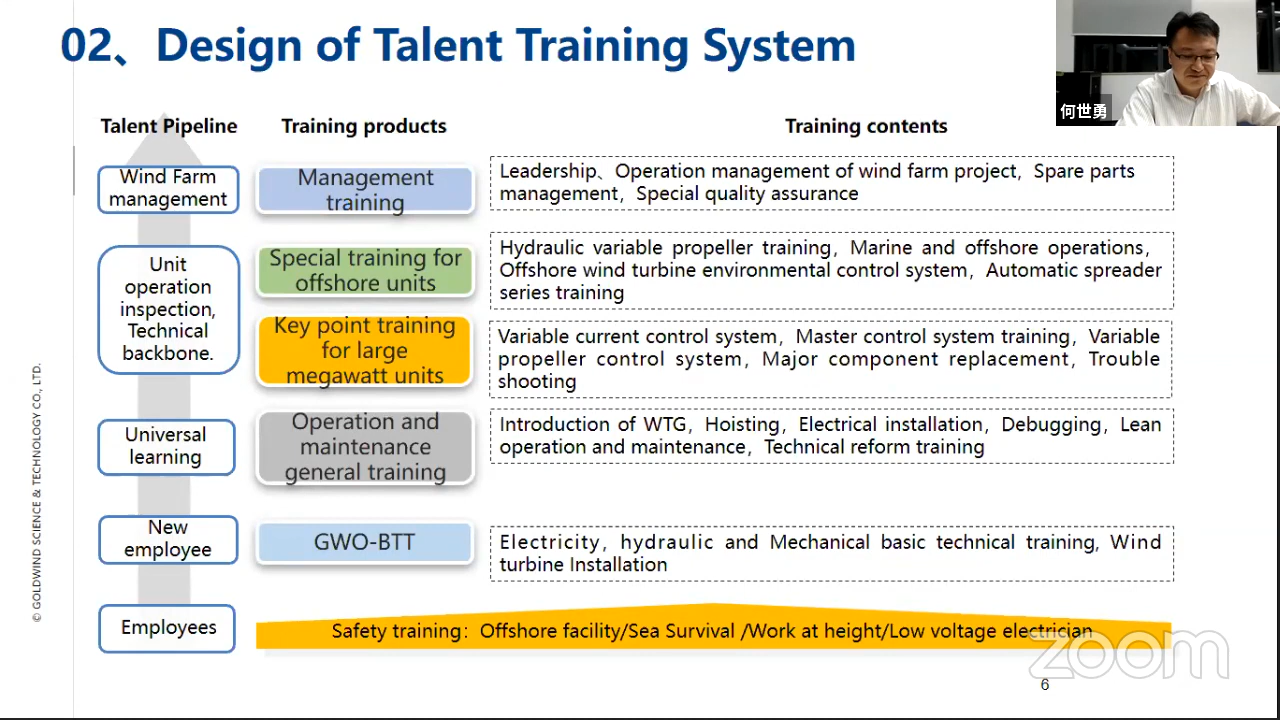 02、Design of Talent Training System
何世勇
Talent Pipeline
Training products
Training contents
Wind Farm
management
Management
training
Leadership、Operation management of wind farm project，Spare parts
management，Special quality assurance
Unit
operation
inspection,
Technical
backbone.
Special training for
offshore units
Hydraulic variable propeller training，Marine and offshore operations，
Offshore wind turbine environmental control system，Automatic spreader
series training
Key point training
for large
megawatt units
Variable current control system，Master control system training，Variable
propeller control system，Major component replacement，Trouble
shooting
Universal
learning
Operation and
maintenance
general training
Introduction of WTG，Hoisting，Electrical installation，Debugging，Lean
operation and maintenance，Technical reform training
New
employee
GWO-BTT
Electricity, hydraulic and Mechanical basic technical training, Wind
turbine Installation
Employees
Safety training：Offshore facility/Sea Survival /Work at height/Low voltage electrician
zoom
6
© GOLDWIND SCIENCE & TECHNOLOGY CO., LTD.